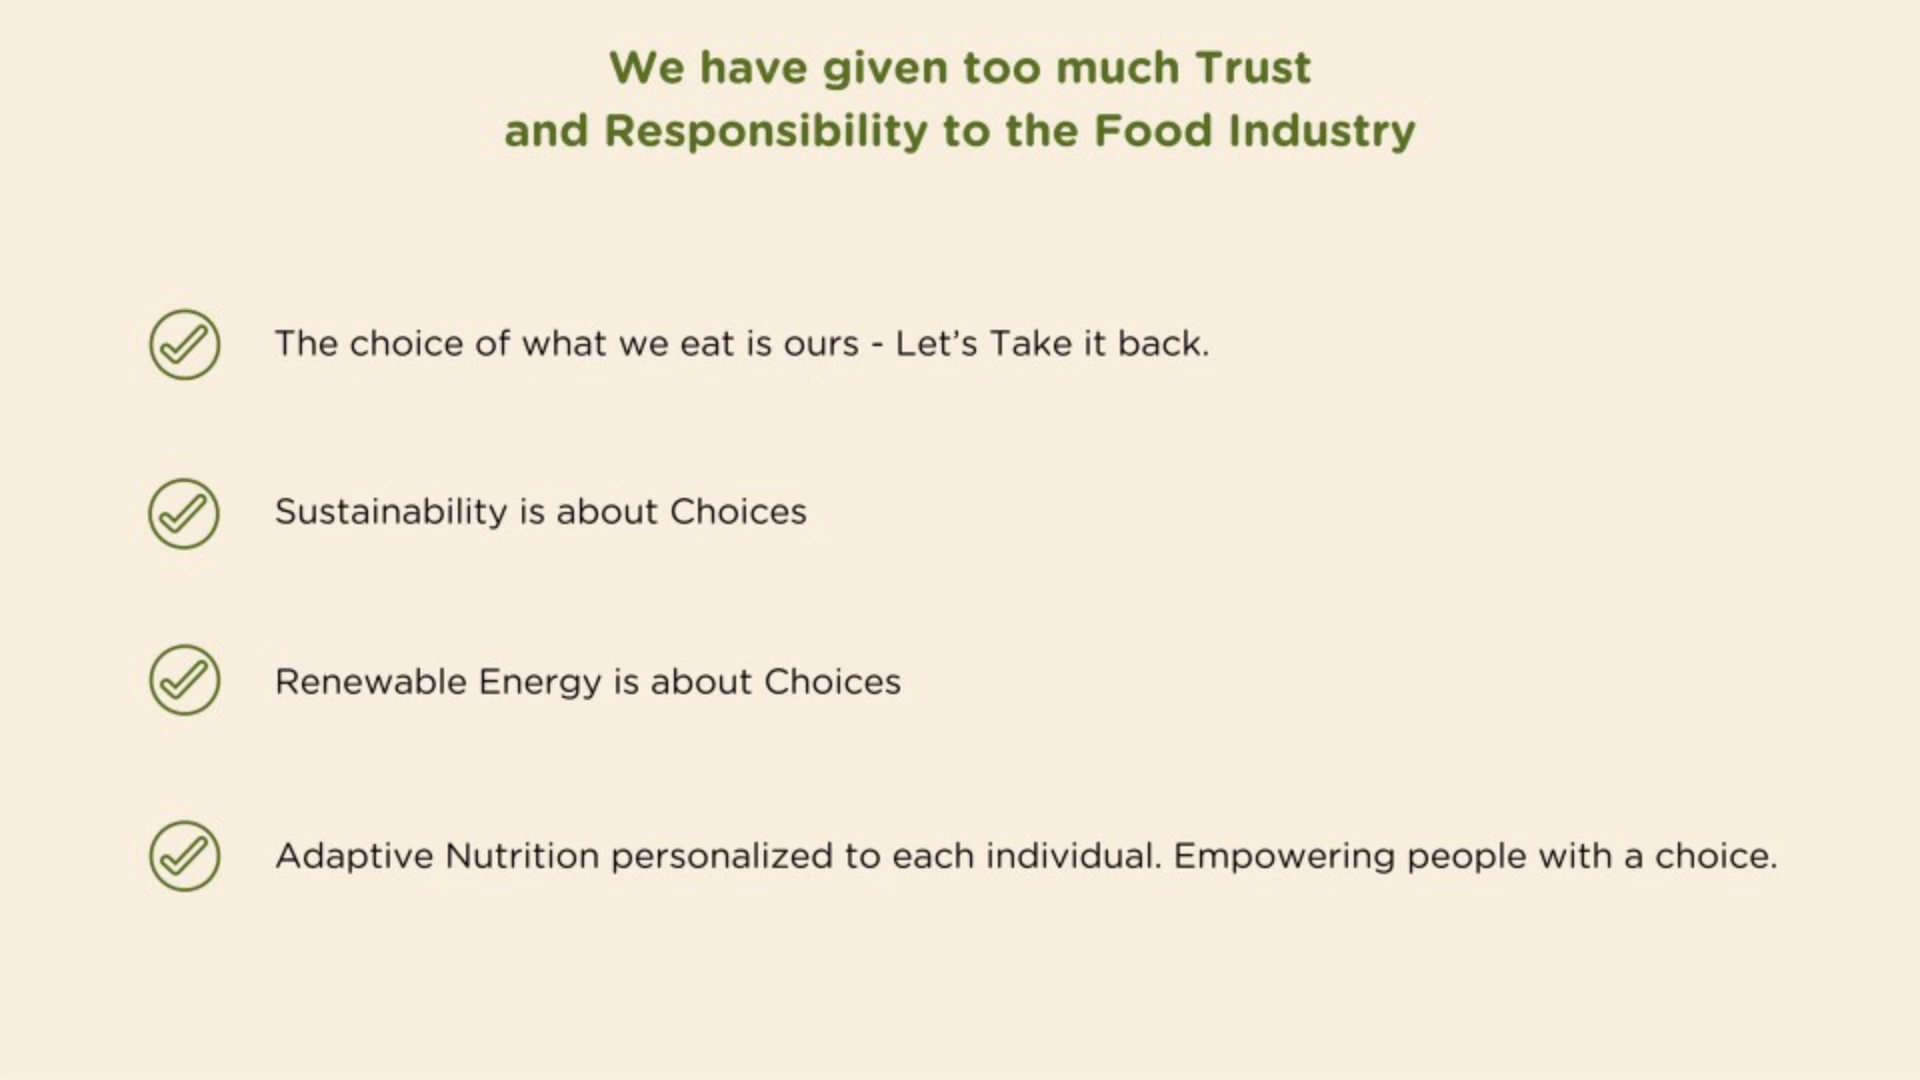 We have given too much Trust
and Responsibility to the Food Industry
The choice of what we eat is ours - Let’s Take it back.
Sustainability is about Choices
Renewable Energy is about Choices
Adaptive Nutrition personalized to each individual. Empowering people with a choice.